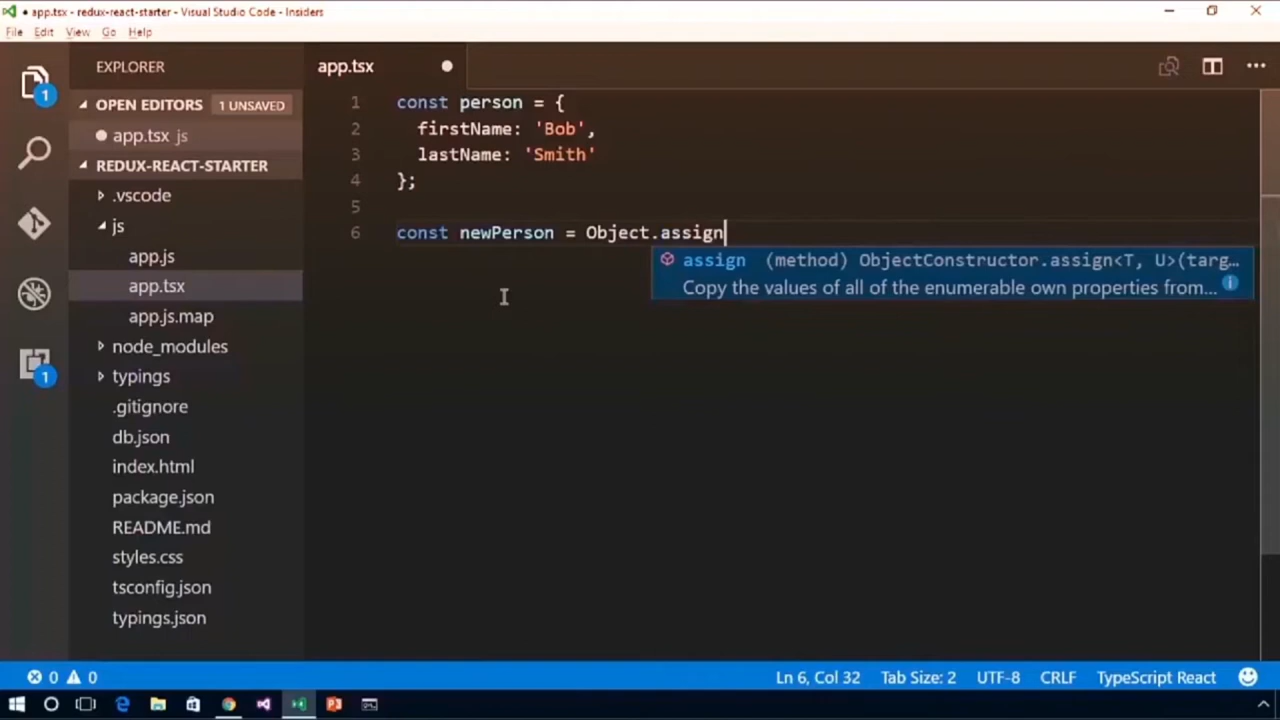 app.tsx - redux-react-starter - Visual Studio Code - Insiders
File Edit View Go Help
EXPLORER
OPEN EDITORS 1 UNSAVED
app.tsx js
REDUX-REACT-STARTER
.vscode
js
app.js
app.tsx
app.js.map
node_modules
typings
.gitignore
db.json
index.html
package.json
README.md
styles.css
tsconfig.json
typings.json
1
1
app.tsx
1 const person = {
2 firstName: 'Bob',
3 lastName: 'Smith'
4 };
5
6 const newPerson = Object.assign
assign (method) ObjectConstructor.assign<T, U>(targ…
Copy the values of all of the enumerable own properties from…
0 0 Ln 6, Col 32 Tab Size: 2 UTF-8 CRLF TypeScript React